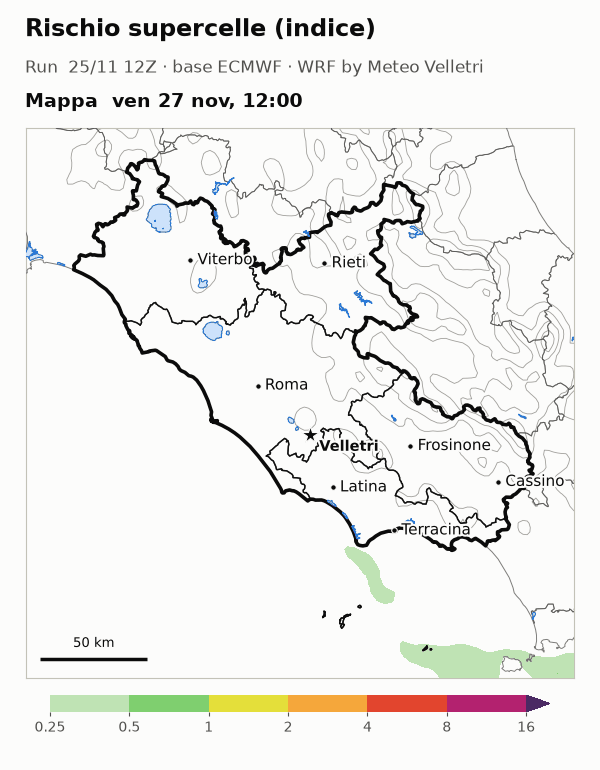 Rischio supercelle (indice)
Run  25/11 12Z · base ECMWF · WRF by Meteo Velletri
Mappa  ven 27 nov, 12:00
Viterbo
Rieti
Roma
Velletri
Frosinone
Cassino
Latina
Terracina
50 km
0.25 0.5 1 2 4 8 16